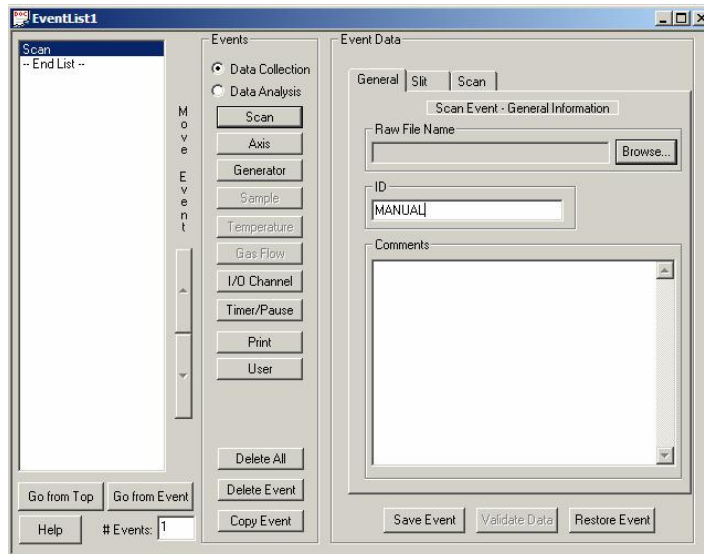 EventList1
Scan
-- End List --
Move Event
Go from Top
Go from Event
Help
# Events: 1
Events
Data Collection
Data Analysis
Scan
Axis
Generator
Sample
Temperature
Gas Flow
I/O Channel
Timer/Pause
Print
User
Delete All
Delete Event
Copy Event
Event Data
General Slit Scan
Scan Event - General Information
Raw File Name
Browse...
ID
MANUAL
Comments
Save Event
Validate Data
Restore Event